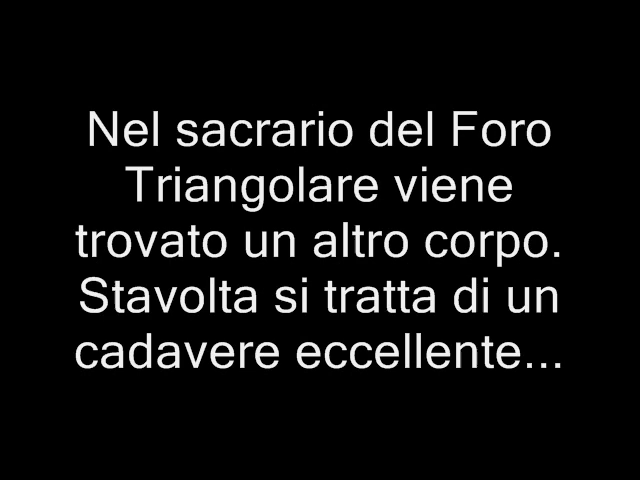 Nel sacrario del Foro
Triangolare viene
trovato un altro corpo.
Stavolta si tratta di un
cadavere eccellente...